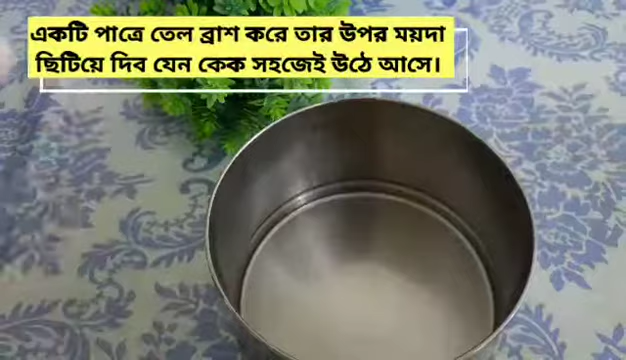 একটি পাত্রে তেল ব্রাশ করে তার উপর ময়দা
ছিটিয়ে দিব যেন কেক সহজেই উঠে আসে।